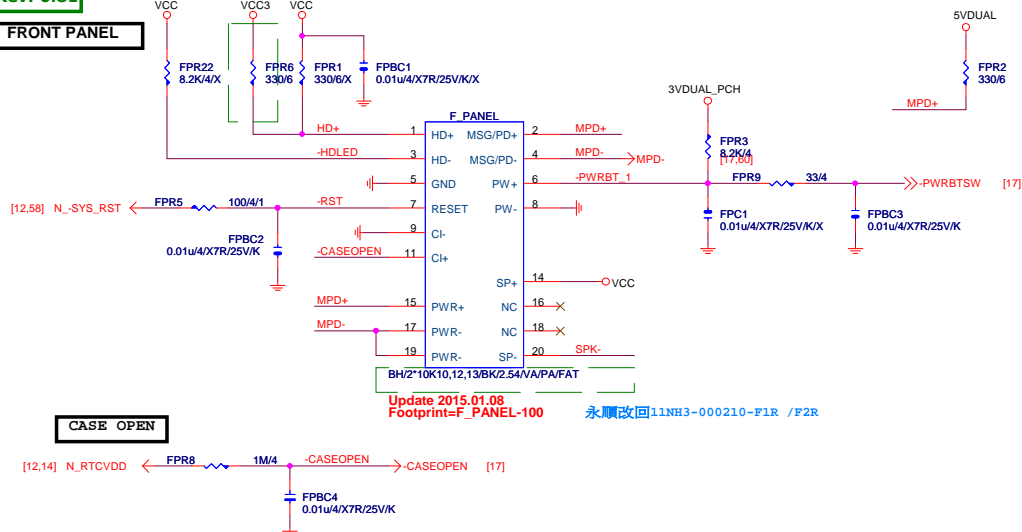 FRONT PANEL
VCC
VCC3
VCC
5VDUAL
FPR22
8.2K/4/X
FPR6
330/6
FPR1
330/6/X
FPBC1
0.01u/4/X7R/25V/K/X
FPR2
330/6
MPD+
3VDUAL_PCH
FPR3
8.2K/4
[17,60]
F_PANEL
HD+
1
HD+
MSG/PD+
2
MPD+
-HDLED
3
HD-
MSG/PD-
4
MPD-
MPD-
5
GND
PW+
6
-PWRBT_1
FPR9
33/4
-PWRBTSW
[17]
[12,58]
N_-SYS_RST
FPR5
100/4/1
-RST
7
RESET
PW-
8
FPC1
0.01u/4/X7R/25V/K/X
FPBC3
0.01u/4/X7R/25V/K
FPBC2
0.01u/4/X7R/25V/K
9
CI-
-CASEOPEN
11
CI+
SP+
14
VCC
MPD+
15
PWR+
NC
16
MPD-
17
PWR-
NC
18
19
PWR-
SP-
20
SPK-
BH/2*10K10,12,13/BK/2.54/VA/PA/FAT
Update 2015.01.08
Footprint=F_PANEL-100
永順改回11NH3-000210-F1R /F2R
CASE OPEN
[12,14]
N_RTCVDD
FPR8
1M/4
-CASEOPEN
-CASEOPEN
[17]
FPBC4
0.01u/4/X7R/25V/K